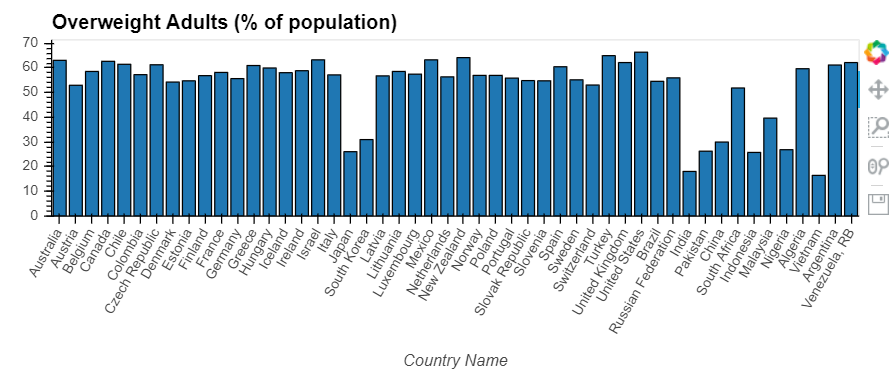 Overweight Adults (% of population)
70
60
50
40
30
20
10
0
Australia
Austria
Belgium
Canada
Chile
Colombia
Czech Republic
Denmark
Estonia
Finland
France
Germany
Greece
Hungary
Iceland
Ireland
Israel
Italy
Japan
South Korea
Latvia
Lithuania
Luxembourg
Mexico
Netherlands
New Zealand
Norway
Poland
Portugal
Slovak Republic
Slovenia
Spain
Sweden
Switzerland
Turkey
United Kingdom
United States
Brazil
Russian Federation
India
Pakistan
China
South Africa
Indonesia
Malaysia
Nigeria
Algeria
Vietnam
Argentina
Venezuela, RB
Country Name